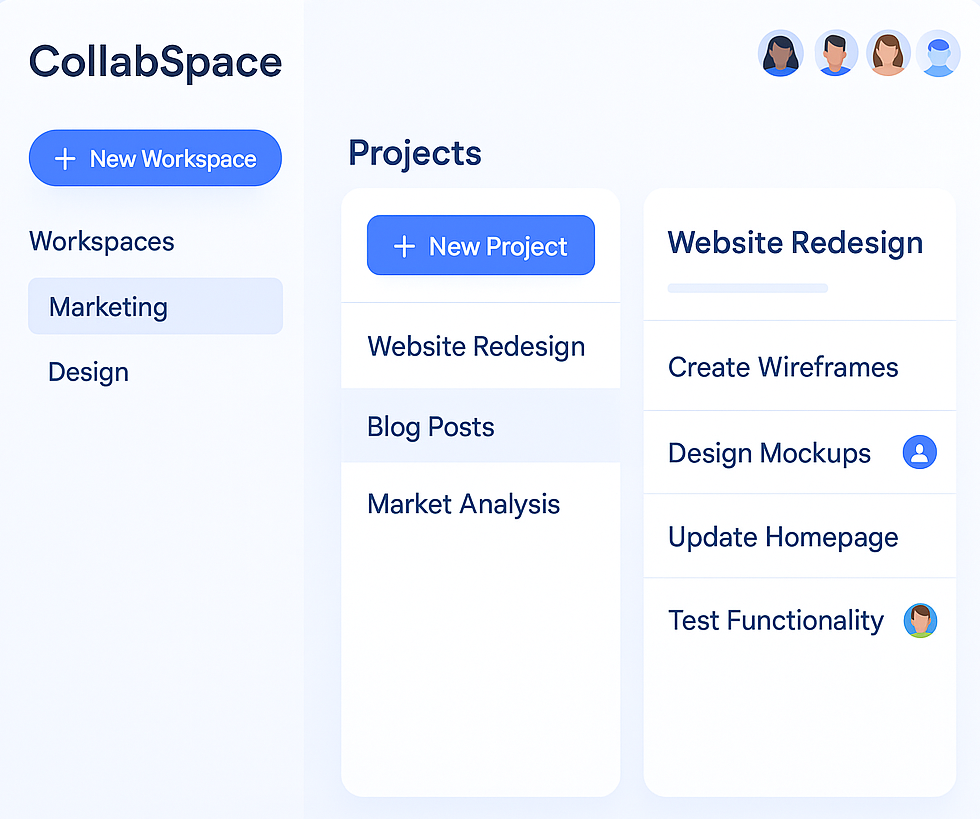 CollabSpace
+ New Workspace
Workspaces
Marketing
Design
Projects
+ New Project
Website Redesign
Blog Posts
Market Analysis
Website Redesign
Create Wireframes
Design Mockups
Update Homepage
Test Functionality